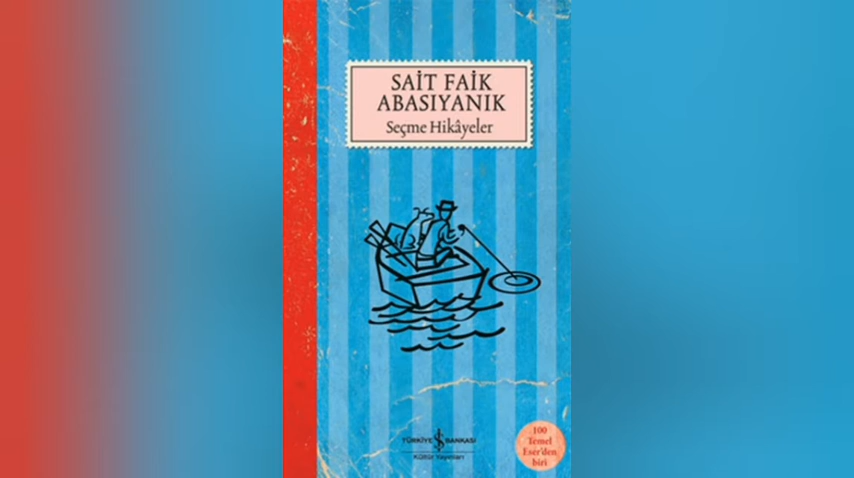 SAİT FAİK
ABASIYANIK
Seçme Hikâyeler
TÜRKİYE İŞ BANKASI
Kültür Yayınları
100
Temel
Eser'den
biri